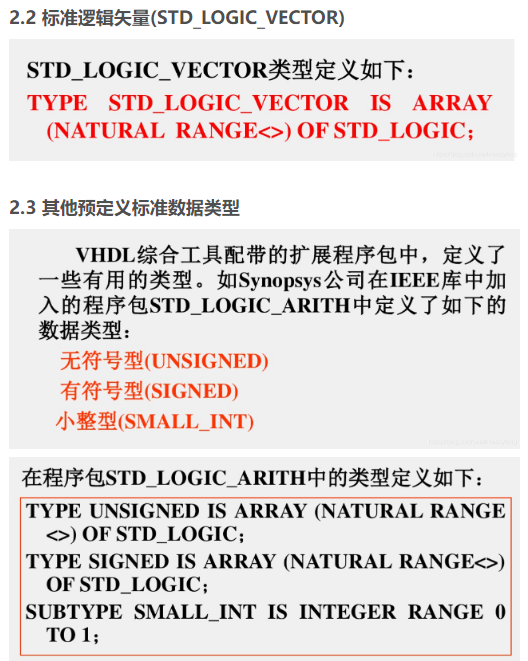 2.2 标准逻辑矢量(STD_LOGIC_VECTOR)
STD_LOGIC_VECTOR类型定义如下：
TYPE STD_LOGIC_VECTOR IS ARRAY
(NATURAL RANGE<>) OF STD_LOGIC；
2.3 其他预定义标准数据类型
VHDL综合工具配带的扩展程序包中，定义了
一些有用的类型。如Synopsys公司在IEEE库中加
入的程序包STD_LOGIC_ARITH中定义了如下的
数据类型：
无符号型(UNSIGNED)
有符号型(SIGNED)
小整型(SMALL_INT)
在程序包STD_LOGIC_ARITH中的类型定义如下：
TYPE UNSIGNED IS ARRAY (NATURAL RANGE
<>) OF STD_LOGIC；
TYPE SIGNED IS ARRAY (NATURAL RANGE<>)
OF STD_LOGIC；
SUBTYPE SMALL_INT IS INTEGER RANGE 0
TO 1；